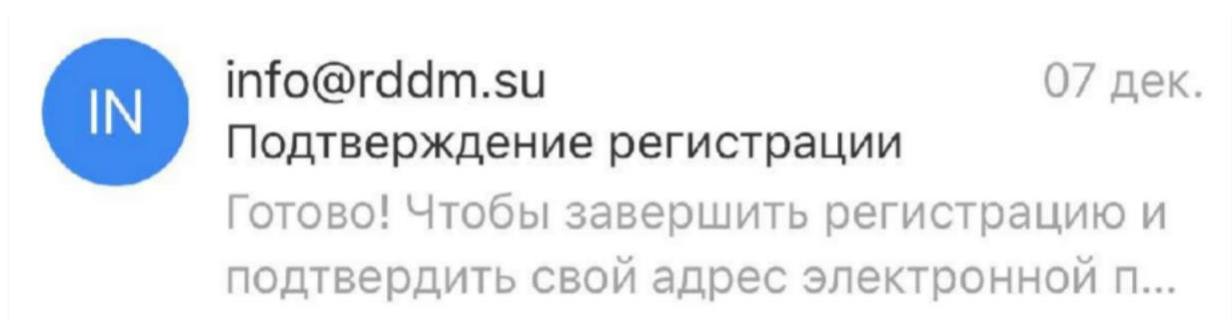 IN
info@rddm.su
07 дек.
Подтверждение регистрации
Готово! Чтобы завершить регистрацию и
подтвердить свой адрес электронной п...